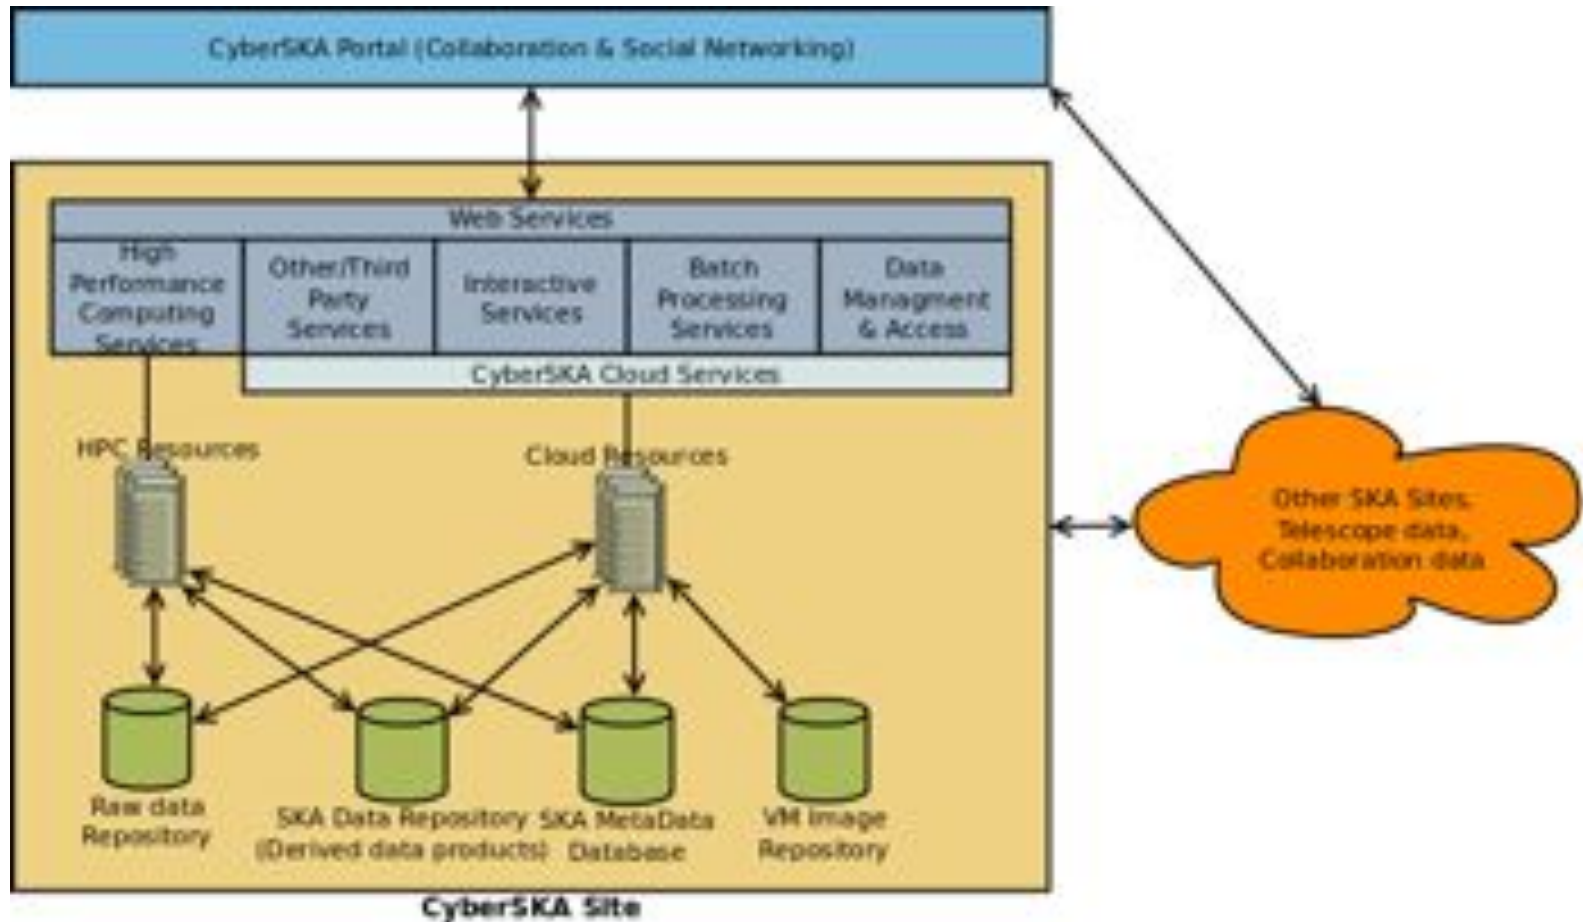 CyberSKA Portal (Collaboration & Social Networking)
Web Services
High
Performance
Computing
Services
Other/Third
Party
Services
Interactive
Services
Batch
Processing
Services
Data
Managment
& Access
CyberSKA Cloud Services
HPC Resources
Cloud Resources
Other SKA Sites,
Telescope data,
Collaboration data
Raw data
Repository
SKA Data Repository
(Derived data products)
SKA MetaData
Database
VM Image
Repository
CyberSKA Site